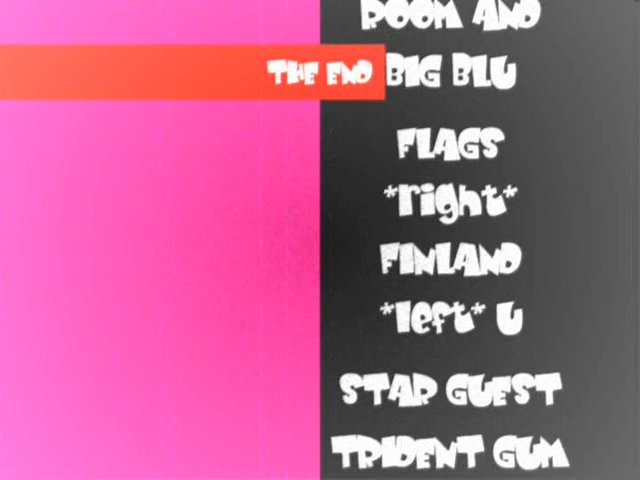 ROOM AND
THE END
BIG BLU
FLAGS
*right*
FINLAND
*left* U
STAR GUEST
TRIDENT GUM